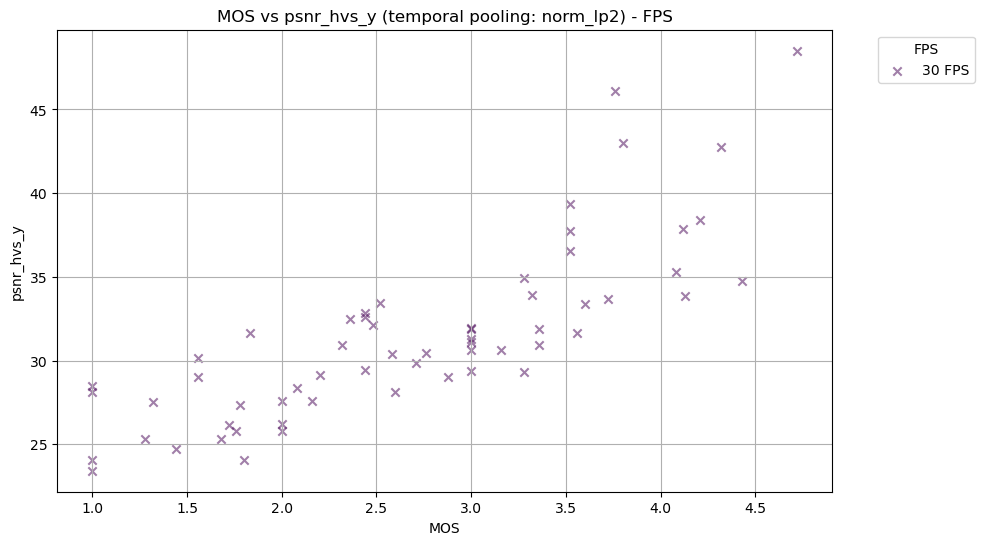 MOS vs psnr_hvs_y (temporal pooling: norm_lp2) - FPS
FPS
30 FPS
psnr_hvs_y
45
40
35
30
25
1.0 1.5 2.0 2.5 3.0 3.5 4.0 4.5
MOS